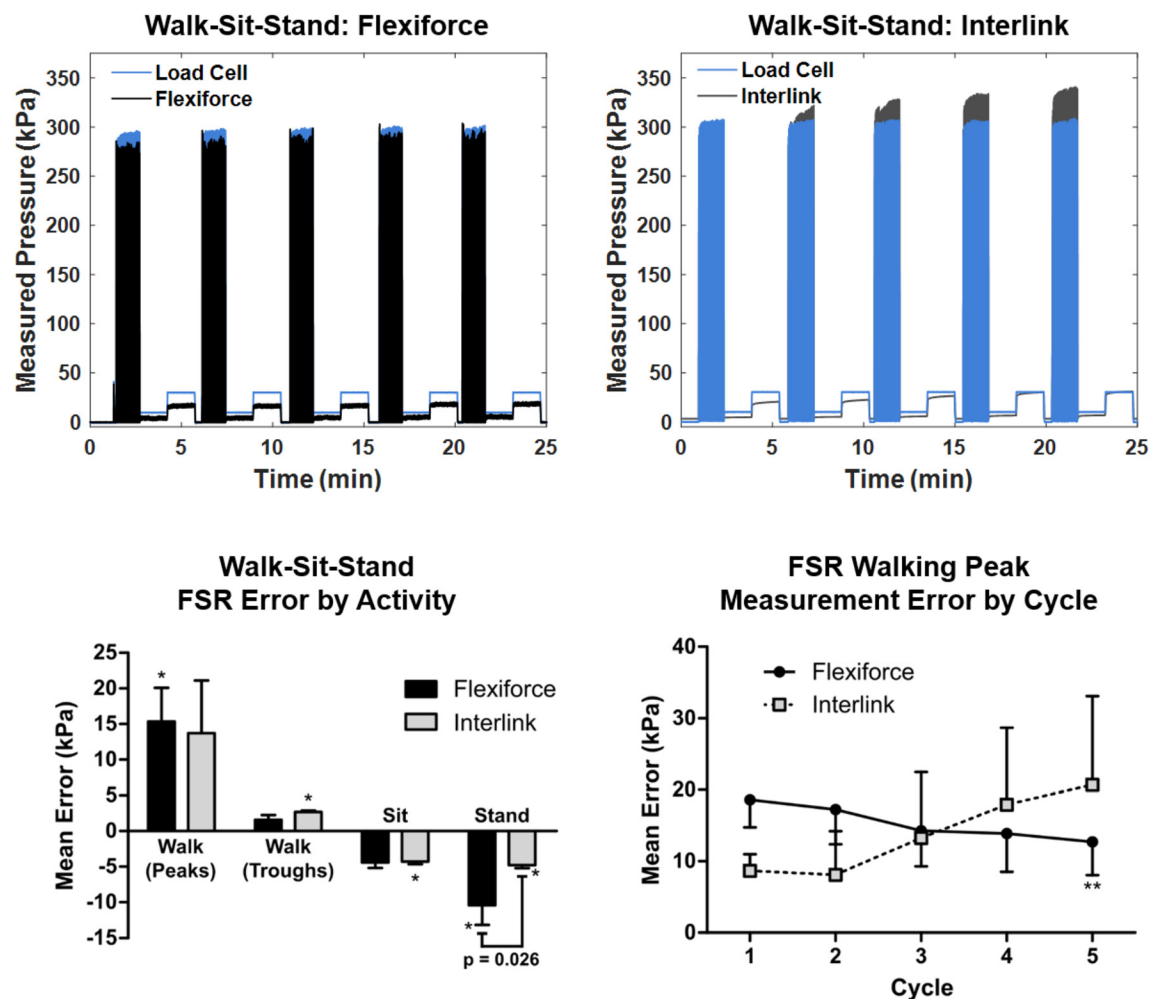 Walk-Sit-Stand: Flexiforce
Load Cell
Flexiforce
Measured Pressure (kPa)
350
300
250
200
150
100
50
0
0 5 10 15 20 25
Time (min)
Walk-Sit-Stand: Interlink
Load Cell
Interlink
Measured Pressure (kPa)
350
300
250
200
150
100
50
0
0 5 10 15 20 25
Time (min)
Walk-Sit-Stand
FSR Error by Activity
Mean Error (kPa)
25
20
15
10
5
0
-5
-10
-15
Flexiforce
Interlink
*
*
Sit
Stand
Walk
(Peaks)
Walk
(Troughs)
*
*
*
p = 0.026
FSR Walking Peak
Measurement Error by Cycle
Mean Error (kPa)
40
30
20
10
0
Flexiforce
Interlink
**
1 2 3 4 5
Cycle